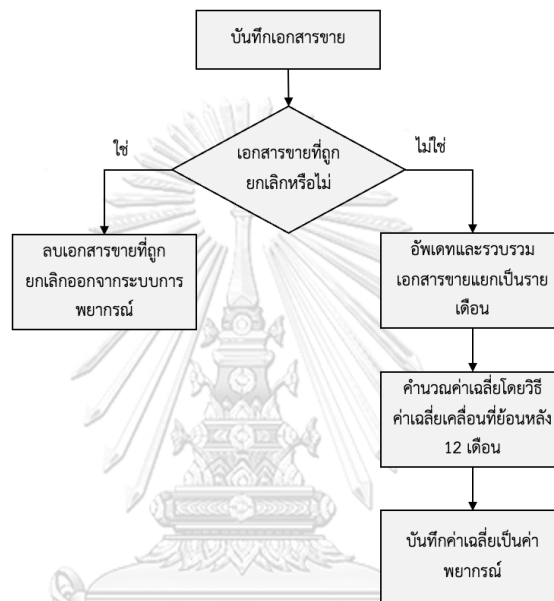 บันทึกเอกสารขาย
ใช่
ไม่ใช่
เอกสารขายที่ถูก
ยกเลิกหรือไม่
ลบเอกสารขายที่ถูก
ยกเลิกออกจากระบบการ
พยากรณ์
อัพเดทและรวบรวม
เอกสารขายแยกเป็นราย
เดือน
คำนวณค่าเฉลี่ยโดยวิธี
ค่าเฉลี่ยเคลื่อนที่ย้อนหลัง
12 เดือน
บันทึกค่าเฉลี่ยเป็นค่า
พยากรณ์